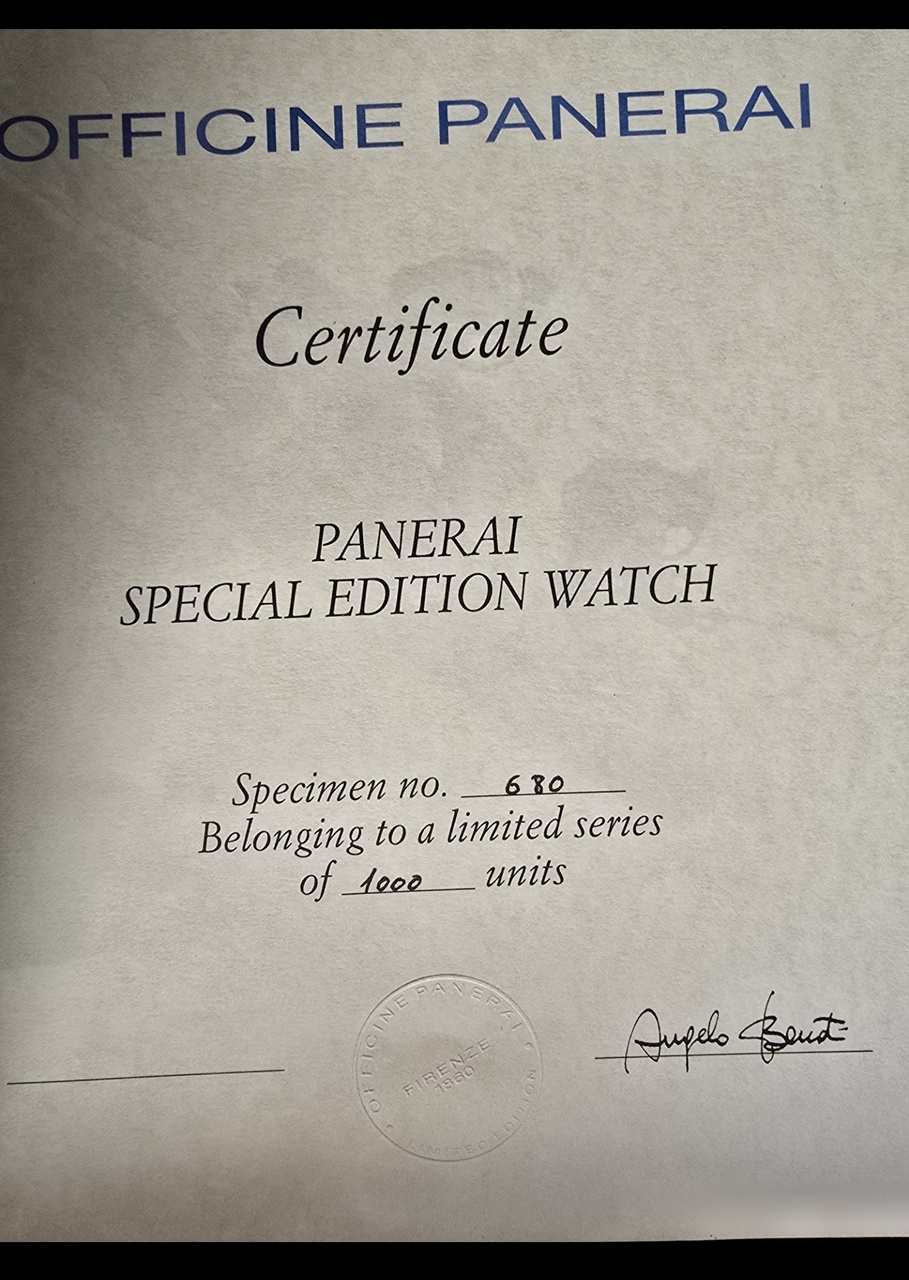 OFFICINE PANERAI
Certificate
PANERAI
SPECIAL EDITION WATCH
Specimen no. 680
Belonging to a limited series
of 1000 units
OFFICINE PANERAI
FIRENZE
1860
LIMITED EDITION
Angelo